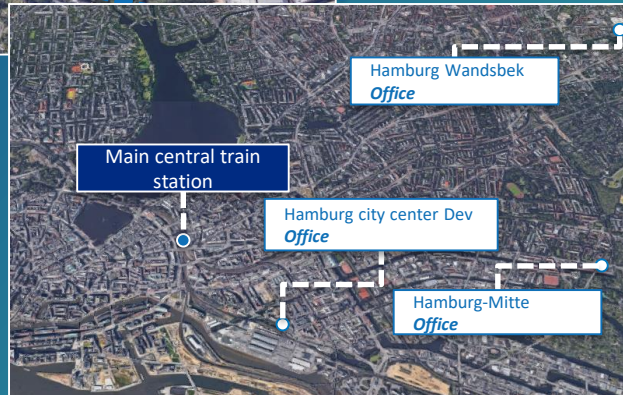 Hamburg Wandsbek
Office
Main central train
station
Hamburg city center Dev
Office
Hamburg-Mitte
Office